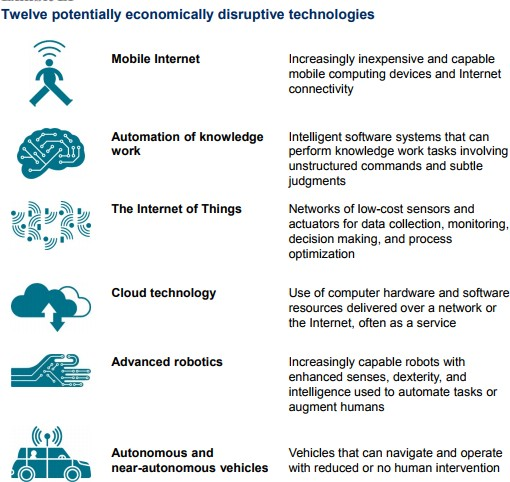 Twelve potentially economically disruptive technologies
Mobile Internet
Increasingly inexpensive and capable
mobile computing devices and Internet
connectivity
Automation of knowledge
work
Intelligent software systems that can
perform knowledge work tasks involving
unstructured commands and subtle
judgments
The Internet of Things
Networks of low-cost sensors and
actuators for data collection, monitoring,
decision making, and process
optimization
Cloud technology
Use of computer hardware and software
resources delivered over a network or
the Internet, often as a service
Advanced robotics
Increasingly capable robots with
enhanced senses, dexterity, and
intelligence used to automate tasks or
augment humans
Autonomous and
near-autonomous vehicles
Vehicles that can navigate and operate
with reduced or no human intervention